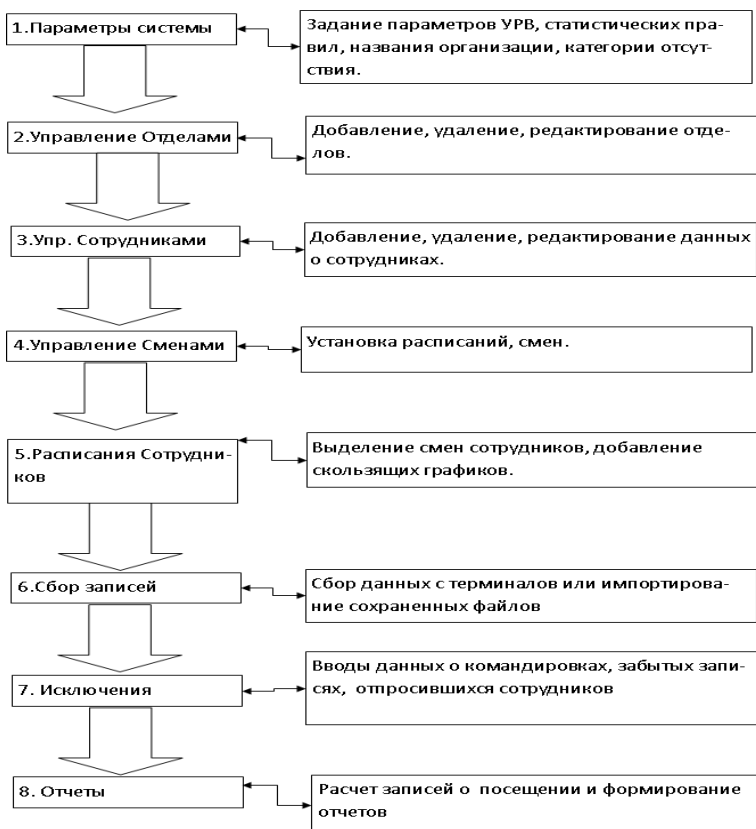 1.Параметры системы
Задание параметров УРВ, статистических пра-
вил, названия организации, категории отсут-
ствия.
2.Управление Отделами
Добавление, удаление, редактирование отде-
лов.
3.Упр. Сотрудниками
Добавление, удаление, редактирование данных
о сотрудниках.
4.Управление Сменами
Установка расписаний, смен.
5.Расписания Сотрудни-
ков
Выделение смен сотрудников, добавление
скользящих графиков.
6.Сбор записей
Сбор данных с терминалов или импортирова-
ние сохраненных файлов
7. Исключения
Вводы данных о командировках, забытых запи-
сях, отпросившихся сотрудников
8. Отчеты
Расчет записей о посещении и формирование
отчетов